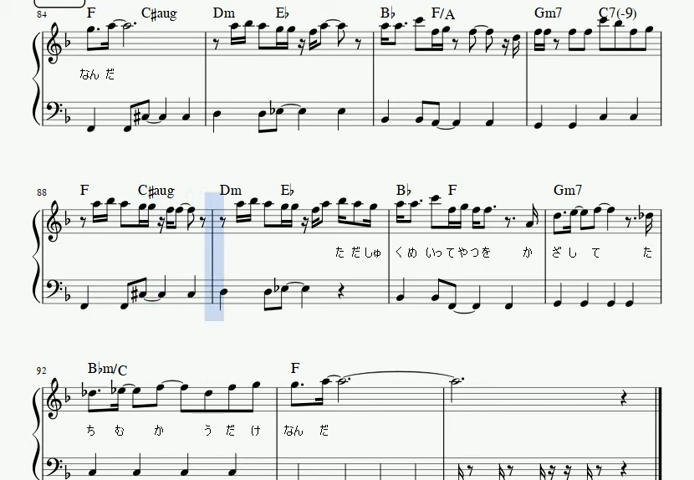 84 F C#aug Dm E♭ B♭ F/A Gm7 C7(-9)
なんだ
88 F C#aug Dm E♭ B♭ F Gm7
ただしゅ くめ いってやつを か ざ し て た
92 B♭m/C F
ち む か う だ け なん だ